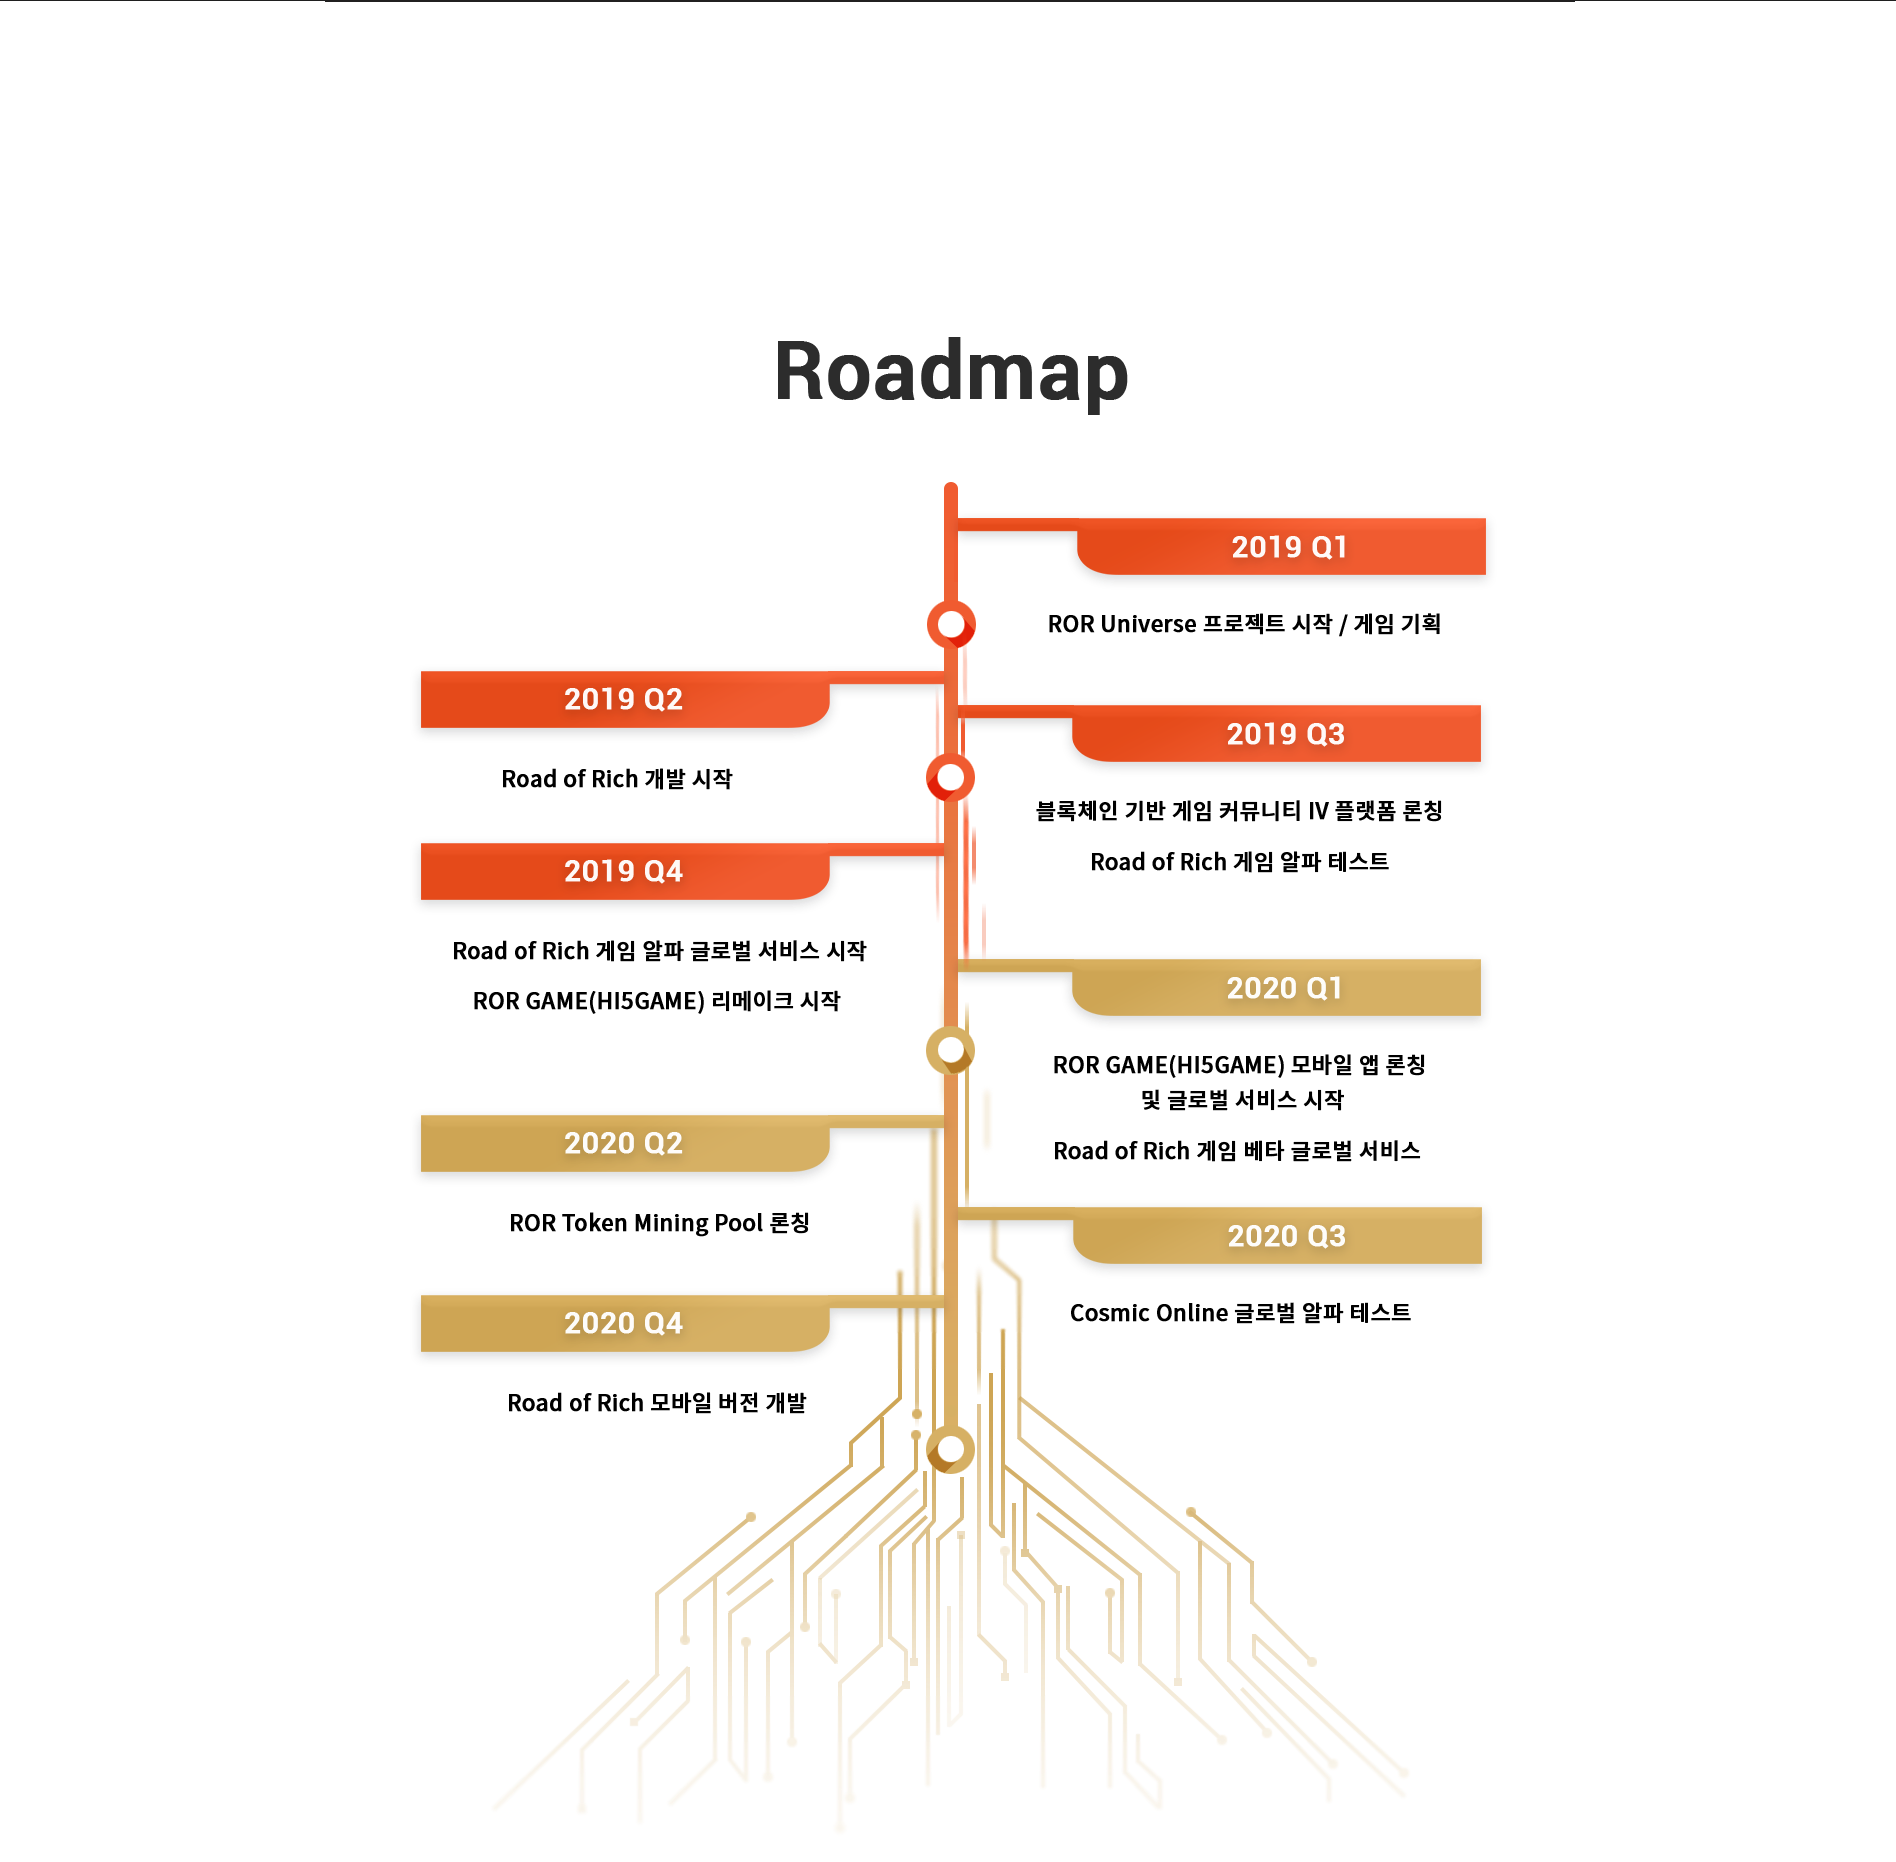 Roadmap
2019 Q1
ROR Universe 프로젝트 시작 / 게임 기획
2019 Q2
Road of Rich 개발 시작
2019 Q3
블록체인 기반 게임 커뮤니티 IV 플랫폼 론칭
Road of Rich 게임 알파 테스트
2019 Q4
Road of Rich 게임 알파 글로벌 서비스 시작
ROR GAME(HI5GAME) 리메이크 시작
2020 Q1
ROR GAME(HI5GAME) 모바일 앱 론칭
및 글로벌 서비스 시작
Road of Rich 게임 베타 글로벌 서비스
2020 Q2
ROR Token Mining Pool 론칭
2020 Q3
Cosmic Online 글로벌 알파 테스트
2020 Q4
Road of Rich 모바일 버전 개발